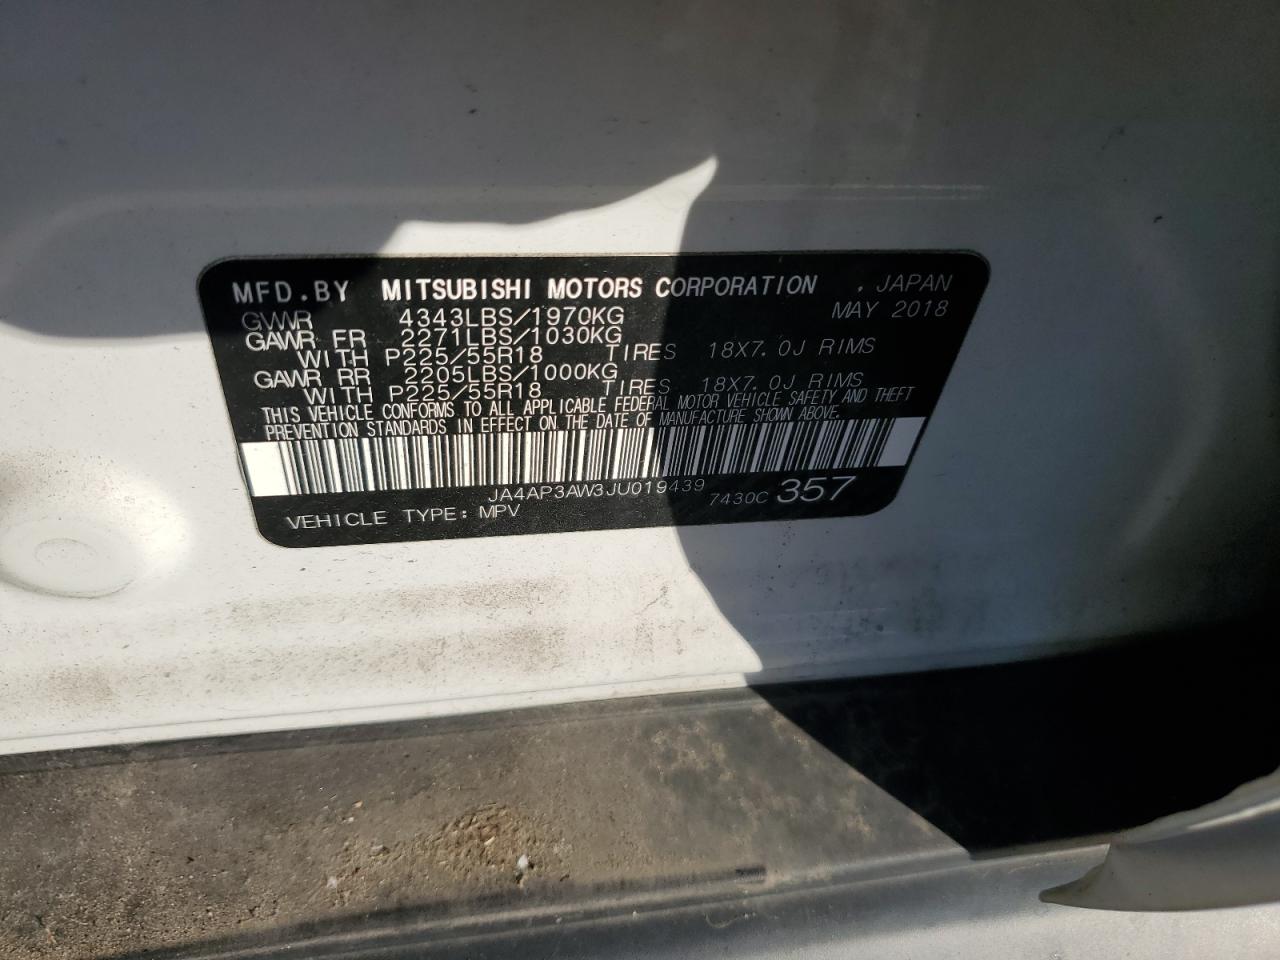 MFD.BY MITSUBISHI MOTORS CORPORATION . JAPAN
GVWR 4343LBS/1970KG MAY 2018
GAWR FR 2271LBS/1030KG
WITH P225/55R18 TIRES 18X7.0J RIMS
GAWR RR 2205LBS/1000KG
WITH P225/55R18 TIRES 18X7.0J RIMS
THIS VEHICLE CONFORMS TO ALL APPLICABLE FEDERAL MOTOR VEHICLE SAFETY AND THEFT
PREVENTION STANDARDS IN EFFECT ON THE DATE OF MANUFACTURE SHOWN ABOVE.
JA4AP3AW3JU019439 7430C 357
VEHICLE TYPE: MPV